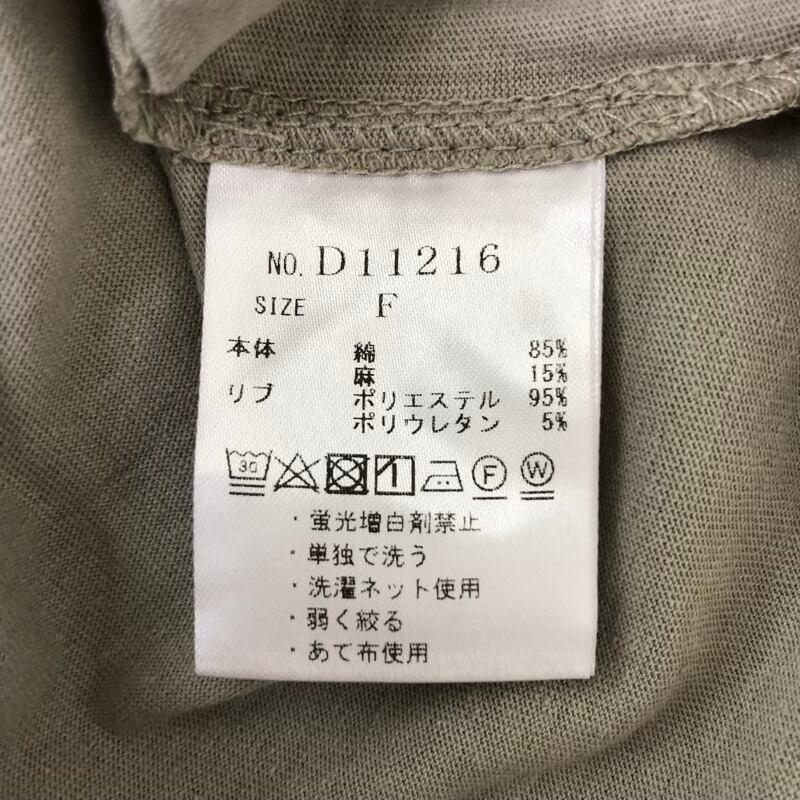 NO. D11216
SIZE F
本体 綿 85%
麻 15%
リブ ポリエステル 95%
ポリウレタン 5%
30 F W
・蛍光増白剤禁止
・単独で洗う
・洗濯ネット使用
・弱く絞る
・あて布使用